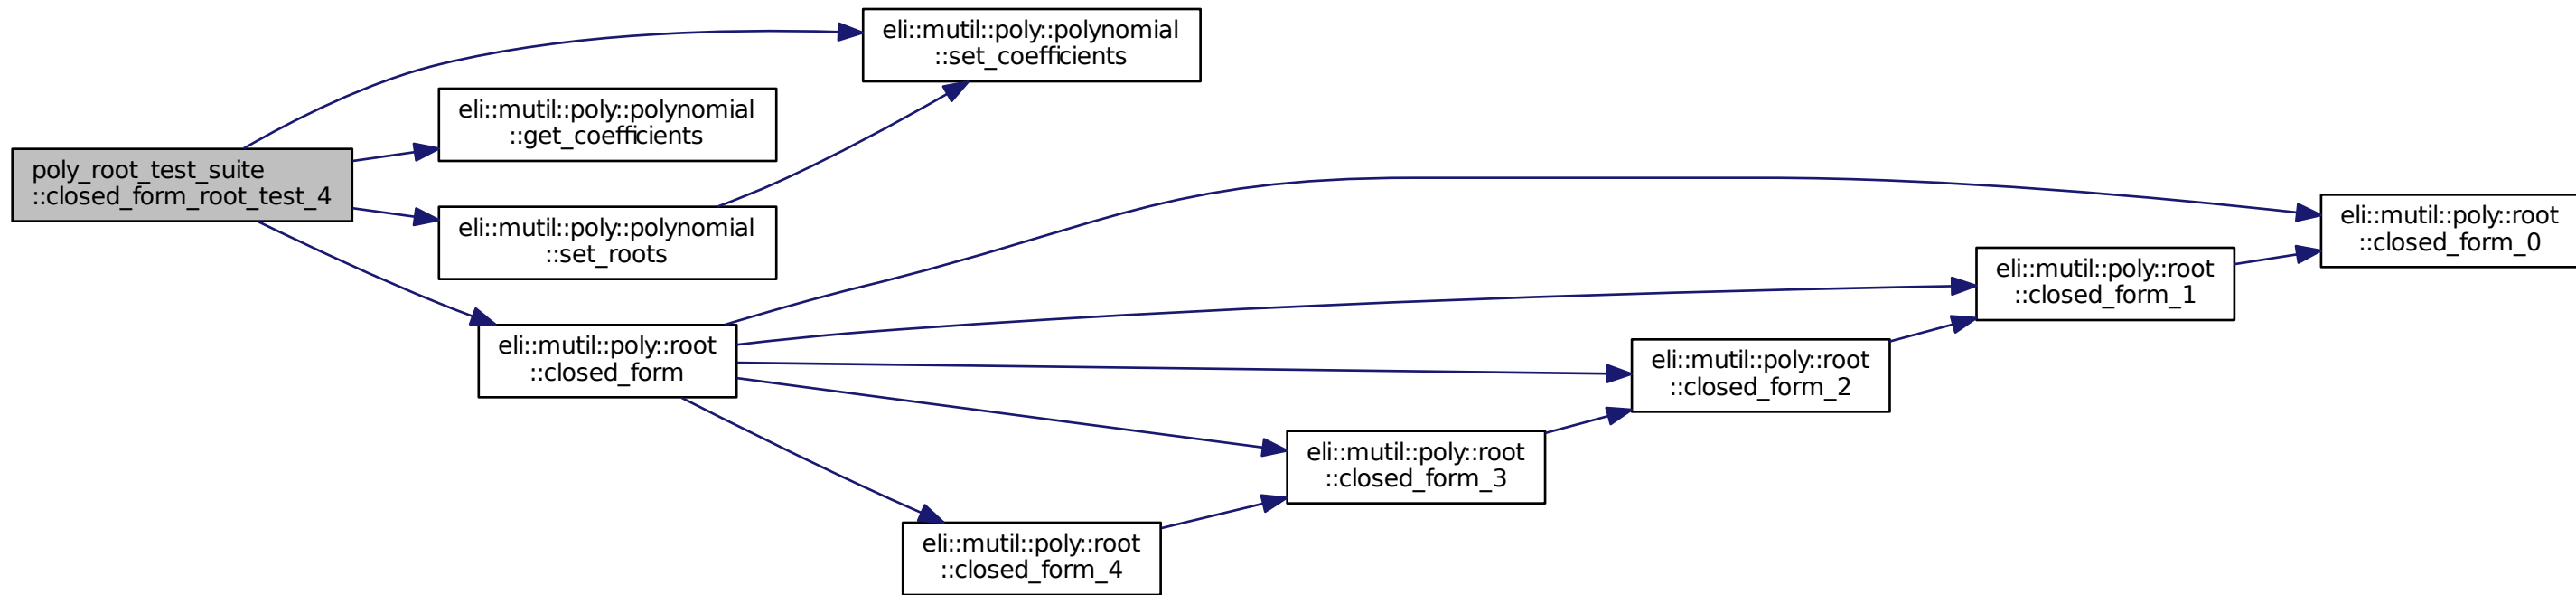 eli::mutil::poly::polynomial
::set_coefficients
eli::mutil::poly::polynomial
::get_coefficients
poly_root_test_suite
::closed_form_root_test_4
eli::mutil::poly::polynomial
::set_roots
eli::mutil::poly::root
::closed_form_0
eli::mutil::poly::root
::closed_form_1
eli::mutil::poly::root
::closed_form
eli::mutil::poly::root
::closed_form_2
eli::mutil::poly::root
::closed_form_3
eli::mutil::poly::root
::closed_form_4